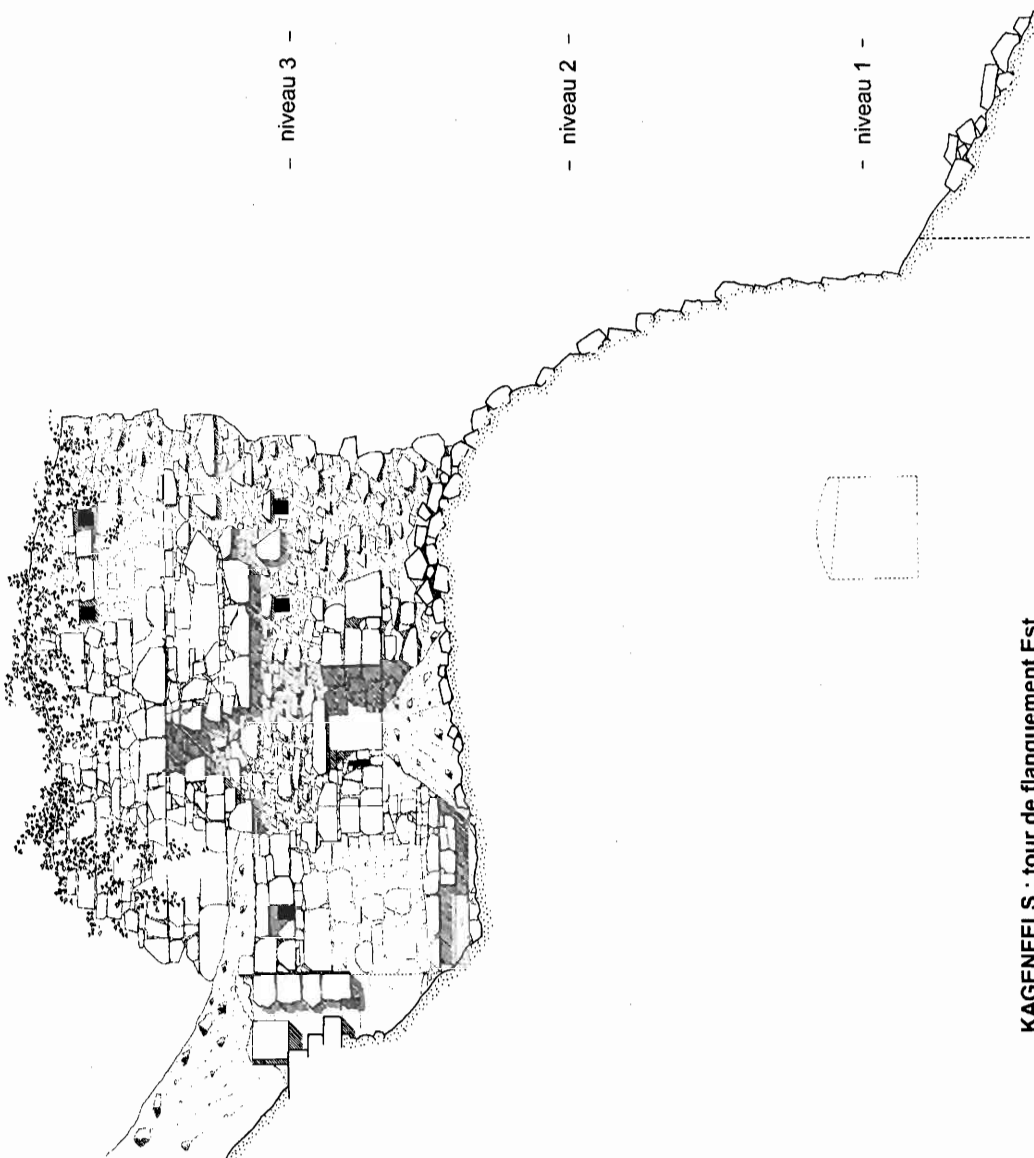 - niveau 3 -
- niveau 2 -
- niveau 1 -
KAGENFELS : tour de flanquement Est